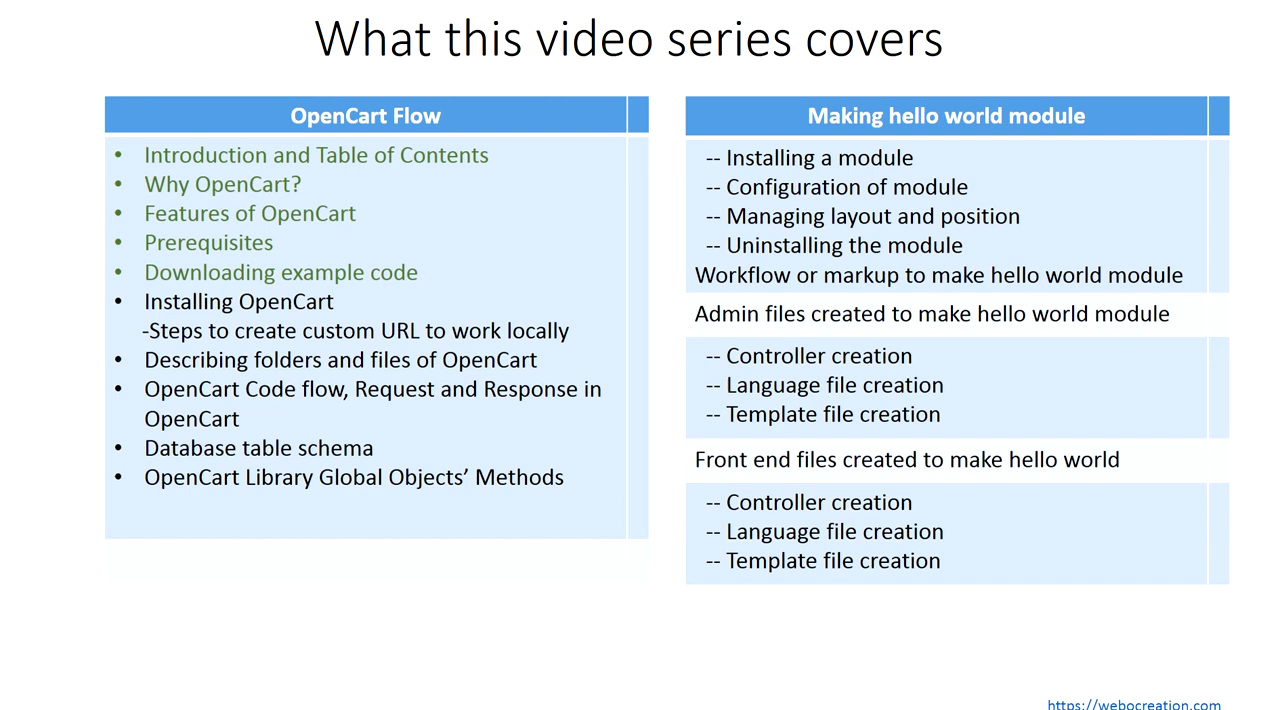 What this video series covers
OpenCart Flow
• Introduction and Table of Contents
• Why OpenCart?
• Features of OpenCart
• Prerequisites
• Downloading example code
• Installing OpenCart
-Steps to create custom URL to work locally
• Describing folders and files of OpenCart
• OpenCart Code flow, Request and Response in
OpenCart
• Database table schema
• OpenCart Library Global Objects’ Methods
Making hello world module
-- Installing a module
-- Configuration of module
-- Managing layout and position
-- Uninstalling the module
Workflow or markup to make hello world module
Admin files created to make hello world module
-- Controller creation
-- Language file creation
-- Template file creation
Front end files created to make hello world
-- Controller creation
-- Language file creation
-- Template file creation
https://webocreation.com